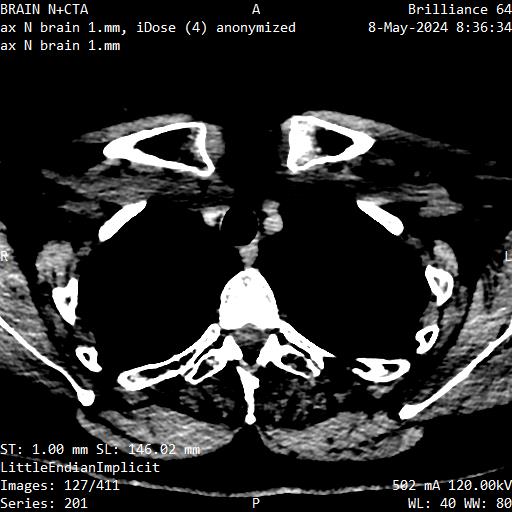 BRAIN N+CTA
A
Brilliance 64
ax N brain 1.mm, iDose (4) anonymized
8-May-2024 8:36:34
ax N brain 1.mm
R
L
ST: 1.00 mm SL: 146.02 mm
LittleEndianImplicit
Images: 127/411
502 mA 120.00kV
Series: 201
P
WL: 40 WW: 80